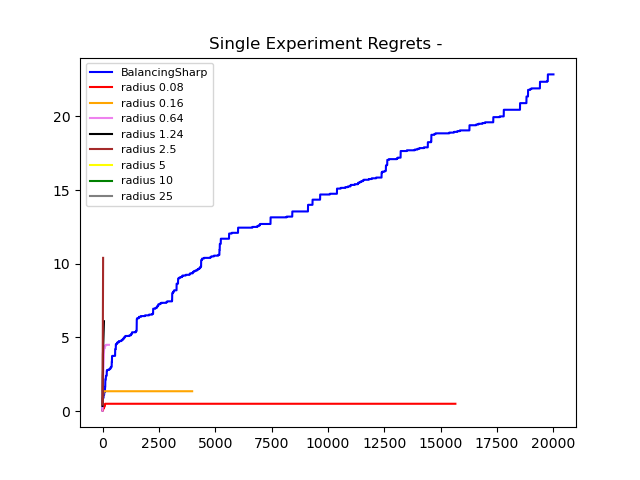 Single Experiment Regrets -
BalancingSharp
radius 0.08
radius 0.16
radius 0.64
radius 1.24
radius 2.5
radius 5
radius 10
radius 25
20
15
10
5
0
0 2500 5000 7500 10000 12500 15000 17500 20000